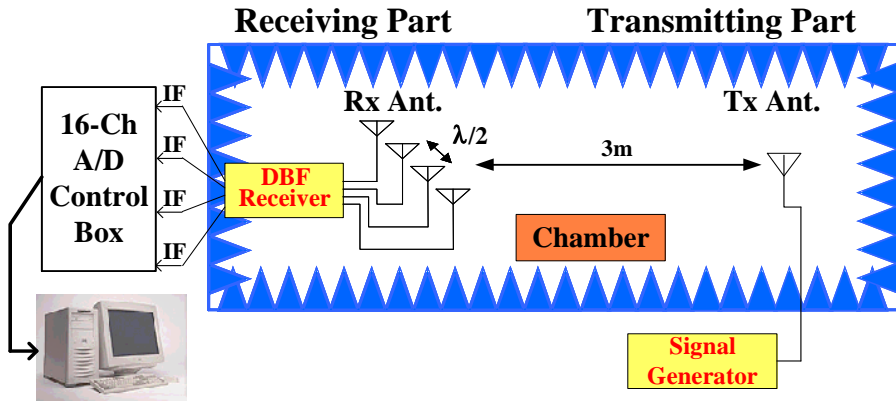 Receiving Part
Transmitting Part
16-Ch
A/D
Control
Box
IF
IF
IF
IF
Rx Ant.
λ/2
Tx Ant.
3m
DBF
Receiver
Chamber
Signal
Generator